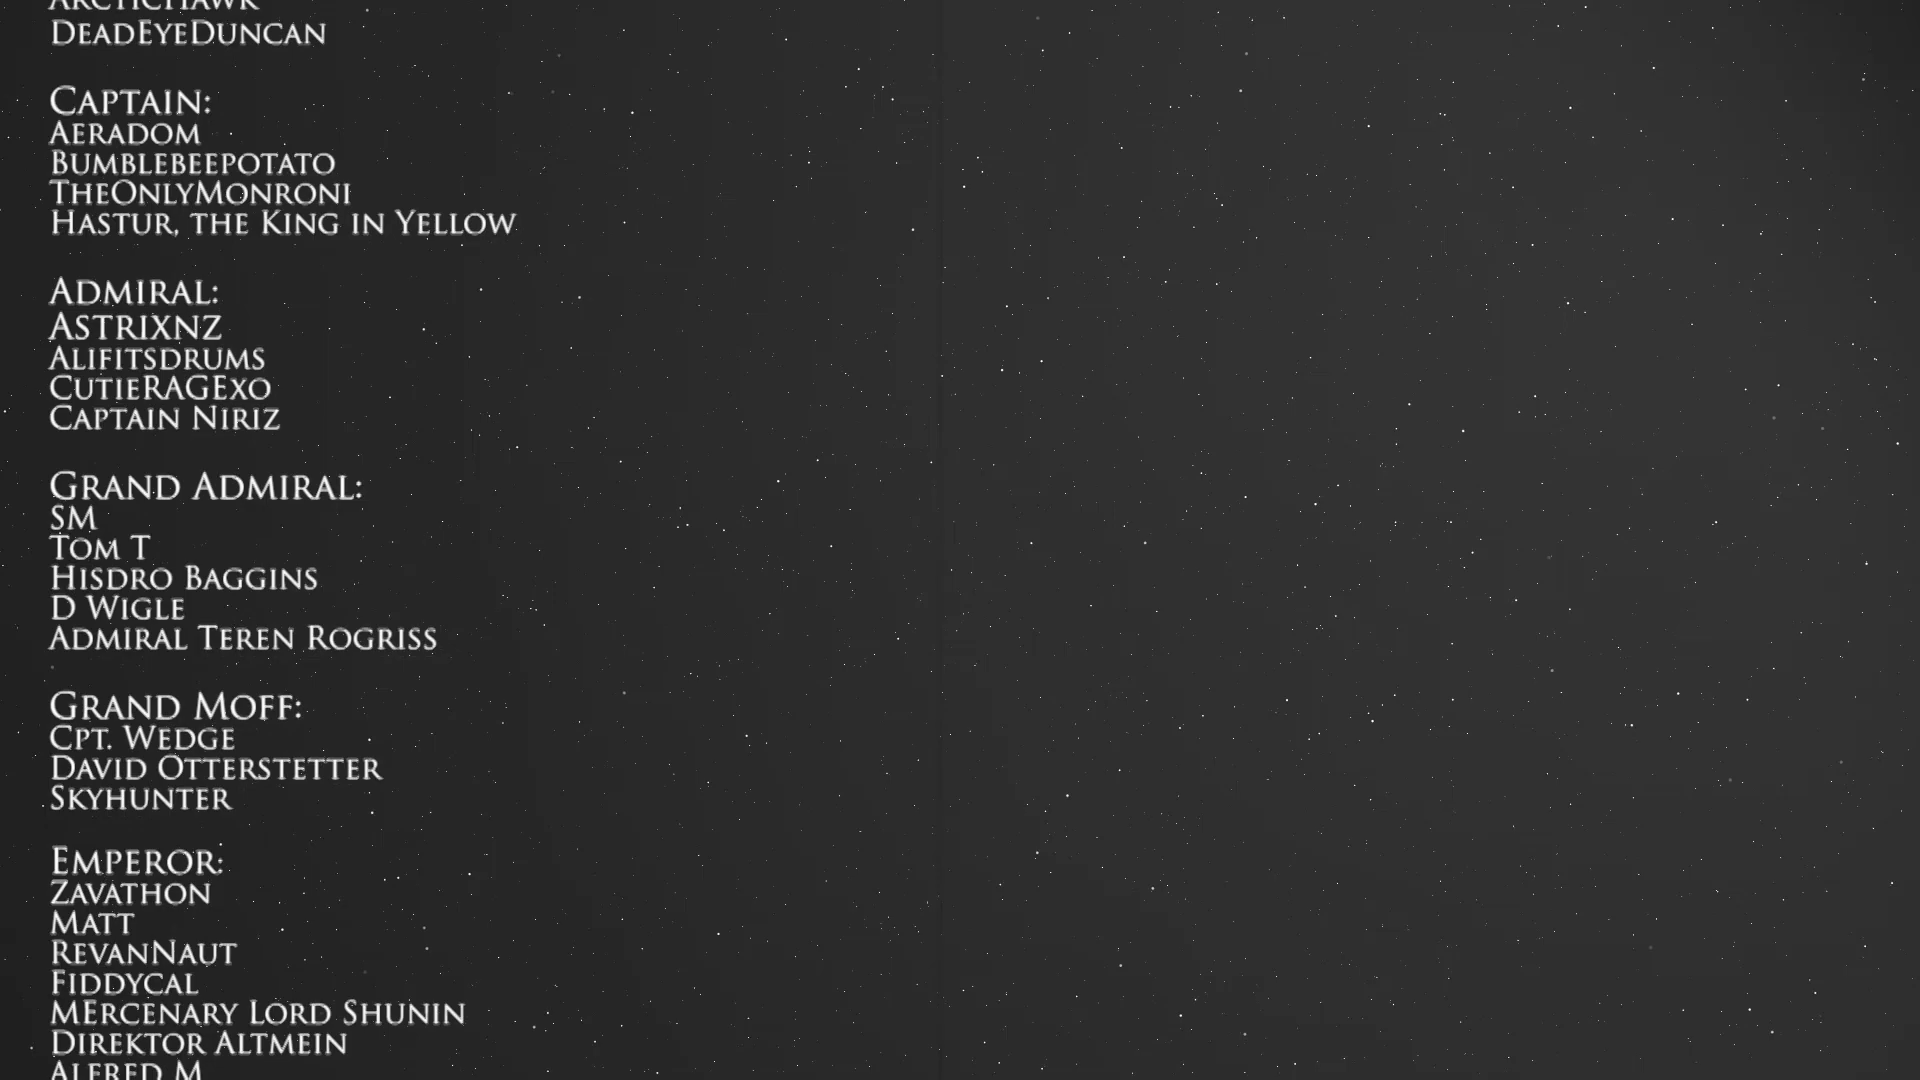 ArcticHawk
DeadEyeDuncan
Captain:
Aeradom
Bumblebeepotato
TheOnlyMonroni
Hastur, the King in Yellow
Admiral:
Astrixnz
Alifitsdrums
CutieRAGExo
Captain Niriz
Grand Admiral:
SM
Tom T
Hisdro Baggins
D Wigle
Admiral Teren Rogriss
Grand Moff:
Cpt. Wedge
David Otterstetter
Skyhunter
Emperor:
Zavathon
Matt
RevanNaut
Fiddycal
MErcenary Lord Shunin
Direktor Altmein
Alfred M